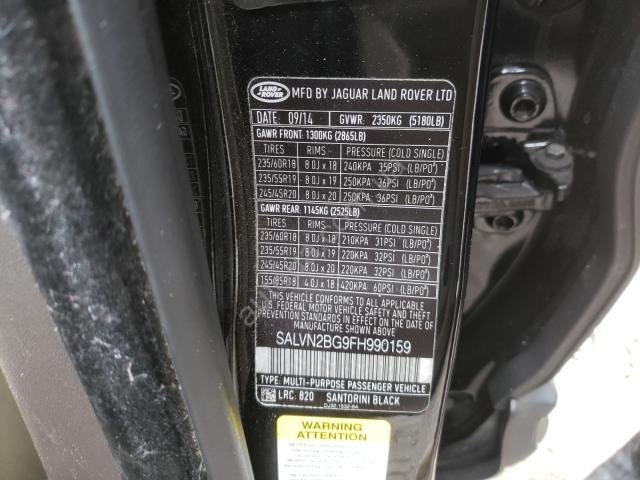 LAND ROVER MFD BY JAGUAR LAND ROVER LTD
DATE 09/14 GVWR: 2350KG (5180LB)
GAWR FRONT: 1300KG (2865LB)
TIRES RIMS PRESSURE (COLD SINGLE)
235/60R18 8.0J x 18 240KPA 35PSI (LB/PO²)
235/55R19 8.0J x 19 250KPA 36PSI (LB/PO²)
245/45R20 8.0J x 20 250KPA 36PSI (LB/PO²)
GAWR REAR: 1145KG (2525LB)
TIRES RIMS PRESSURE (COLD SINGLE)
235/60R18 8.0J x 18 210KPA 31PSI (LB/PO²)
235/55R19 8.0J x 19 220KPA 32PSI (LB/PO²)
245/45R20 8.0J x 20 220KPA 32PSI (LB/PO²)
155/85R18 4.0J x 18 420KPA 60PSI (LB/PO²)
THIS VEHICLE CONFORMS TO ALL APPLICABLE
U.S. FEDERAL MOTOR VEHICLE SAFETY AND THEFT
PREVENTION STANDARDS IN EFFECT ON THE DATE OF
MANUFACTURE SHOWN ABOVE.
SALVN2BG9FH990159
TYPE: MULTI-PURPOSE PASSENGER VEHICLE
LRC: 820 SANTORINI BLACK
DJ32 1532 BA
WARNING
ATTENTION